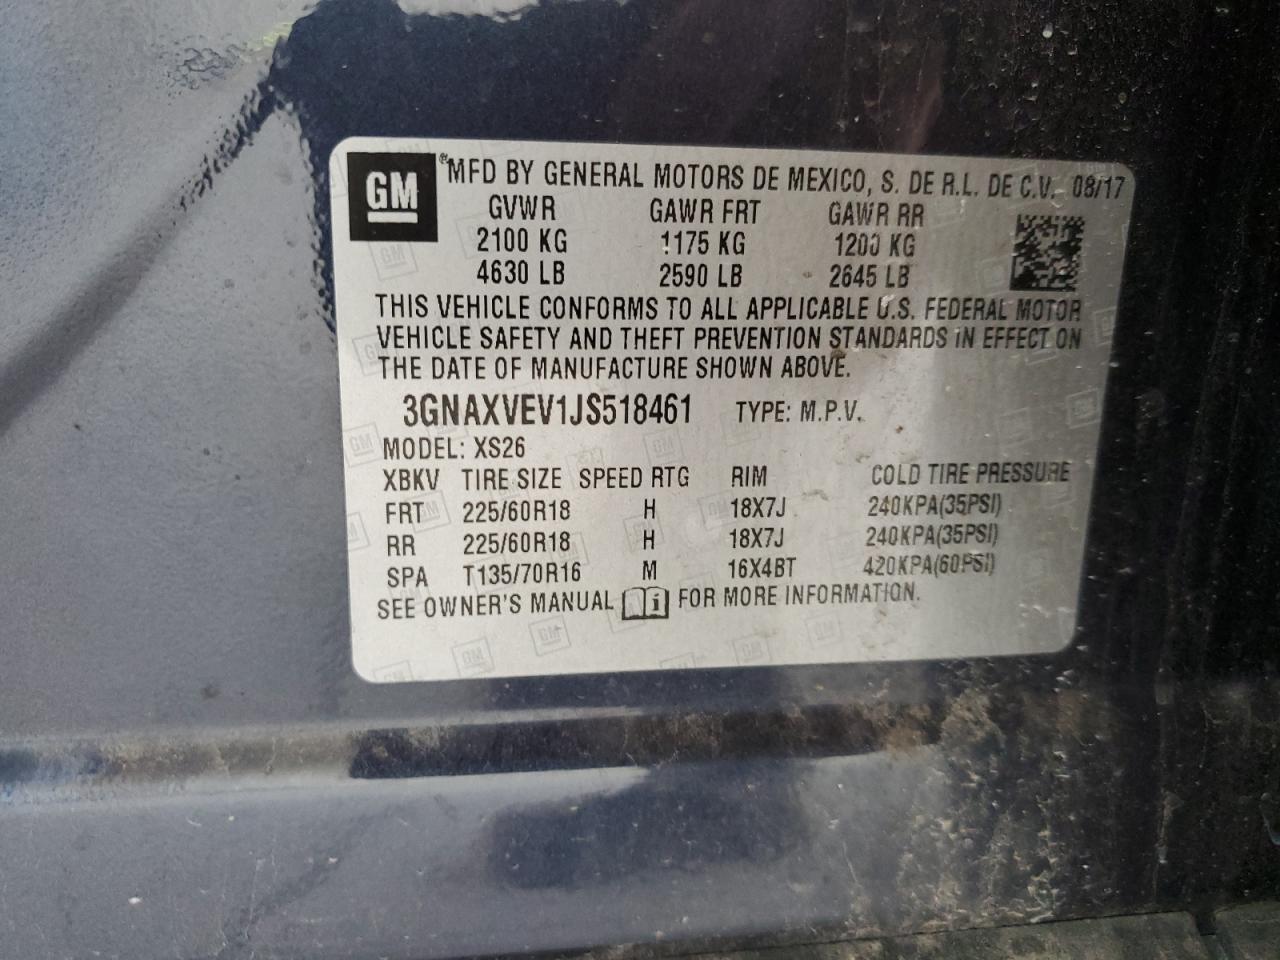 GM ® MFD BY GENERAL MOTORS DE MEXICO, S. DE R.L. DE C.V. 08/17
GVWR GAWR FRT GAWR RR
2100 KG 1175 KG 1200 KG
4630 LB 2590 LB 2645 LB
THIS VEHICLE CONFORMS TO ALL APPLICABLE U.S. FEDERAL MOTOR
VEHICLE SAFETY AND THEFT PREVENTION STANDARDS IN EFFECT ON
THE DATE OF MANUFACTURE SHOWN ABOVE.
3GNAXVEV1JS518461 TYPE: M.P.V.
MODEL: XS26
XBKV TIRE SIZE SPEED RTG RIM COLD TIRE PRESSURE
FRT 225/60R18 H 18X7J 240KPA(35PSI)
RR 225/60R18 H 18X7J 240KPA(35PSI)
SPA T135/70R16 M 16X4BT 420KPA(60PSI)
SEE OWNER'S MANUAL i FOR MORE INFORMATION.